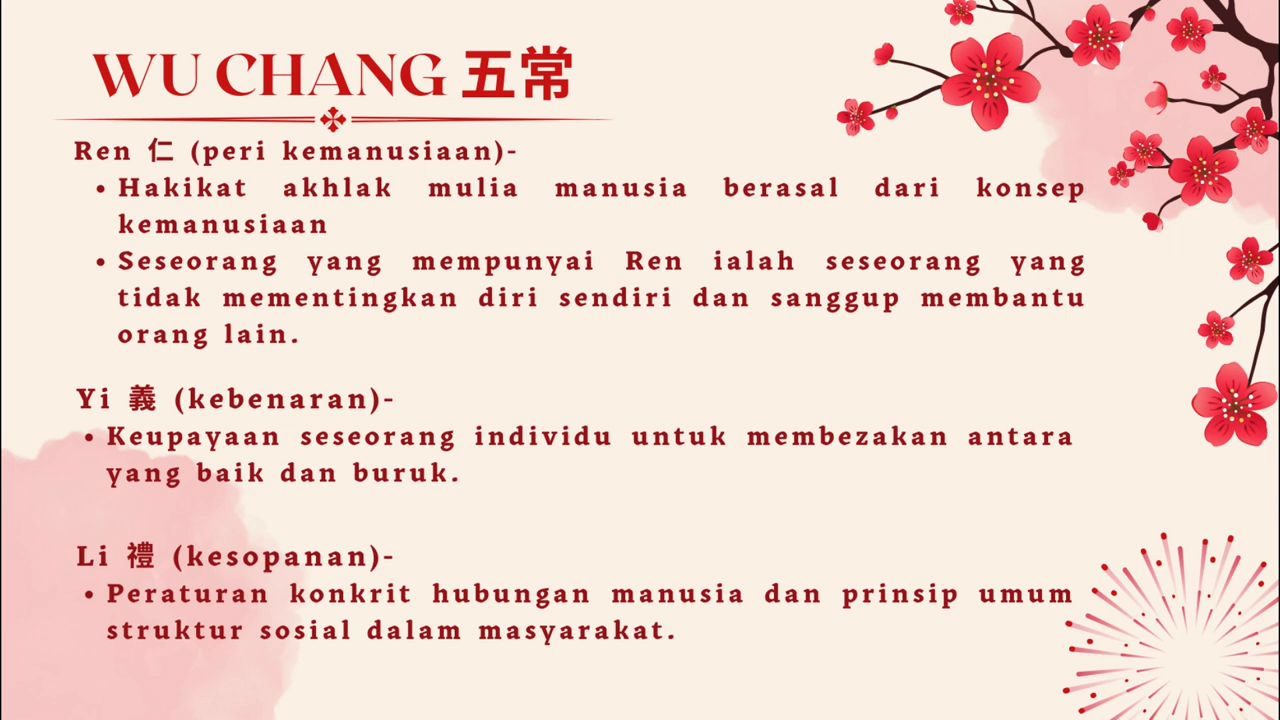 WU CHANG 五常
Ren 仁 (peri kemanusiaan)-
• Hakikat akhlak mulia manusia berasal dari konsep
kemanusiaan
• Seseorang yang mempunyai Ren ialah seseorang yang
tidak mementingkan diri sendiri dan sanggup membantu
orang lain.
Yi 義 (kebenaran)-
• Keupayaan seseorang individu untuk membezakan antara
yang baik dan buruk.
Li 禮 (kesopanan)-
• Peraturan konkrit hubungan manusia dan prinsip umum
struktur sosial dalam masyarakat.